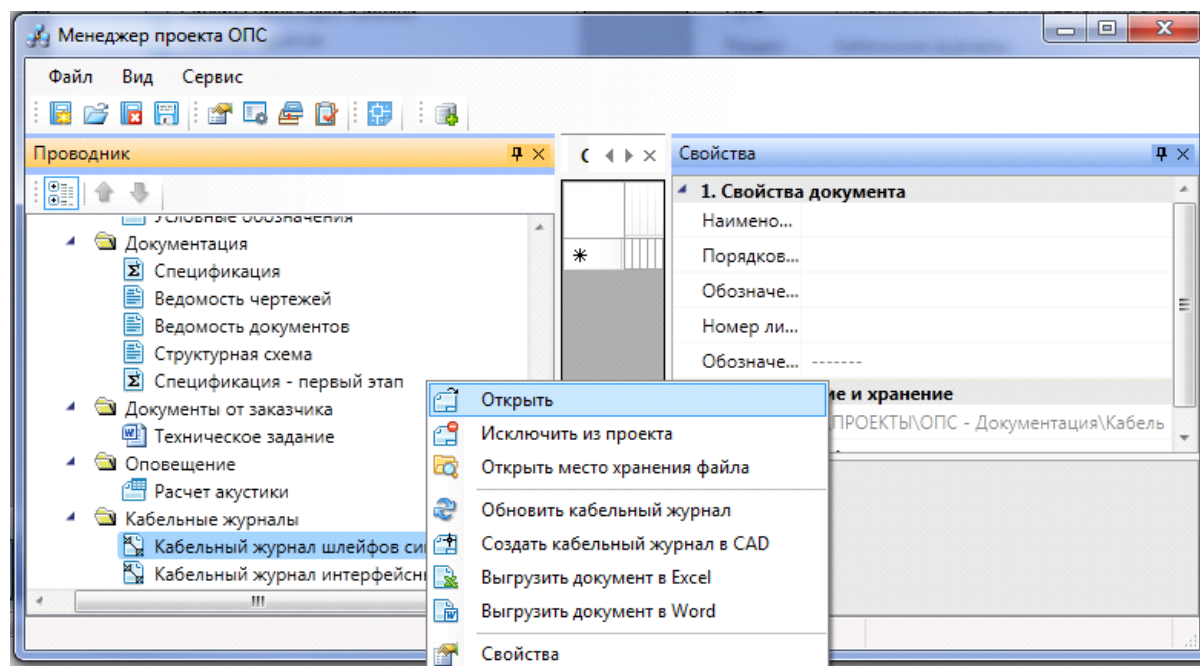 Менеджер проекта ОПС
Файл Вид Сервис
Проводник
Свойства
Условные обозначения
Документация
Спецификация
Ведомость чертежей
Ведомость документов
Структурная схема
Спецификация - первый этап
Документы от заказчика
Техническое задание
Оповещение
Расчет акустики
Кабельные журналы
Кабельный журнал шлейфов си
Кабельный журнал интерфейсн
1. Свойства документа
Наимено...
Порядков...
Обозначе...
Номер ли...
Обозначе... -------
ие и хранение
ПРОЕКТЫ\ОПС - Документация\Кабель
Открыть
Исключить из проекта
Открыть место хранения файла
Обновить кабельный журнал
Создать кабельный журнал в CAD
Выгрузить документ в Excel
Выгрузить документ в Word
Свойства